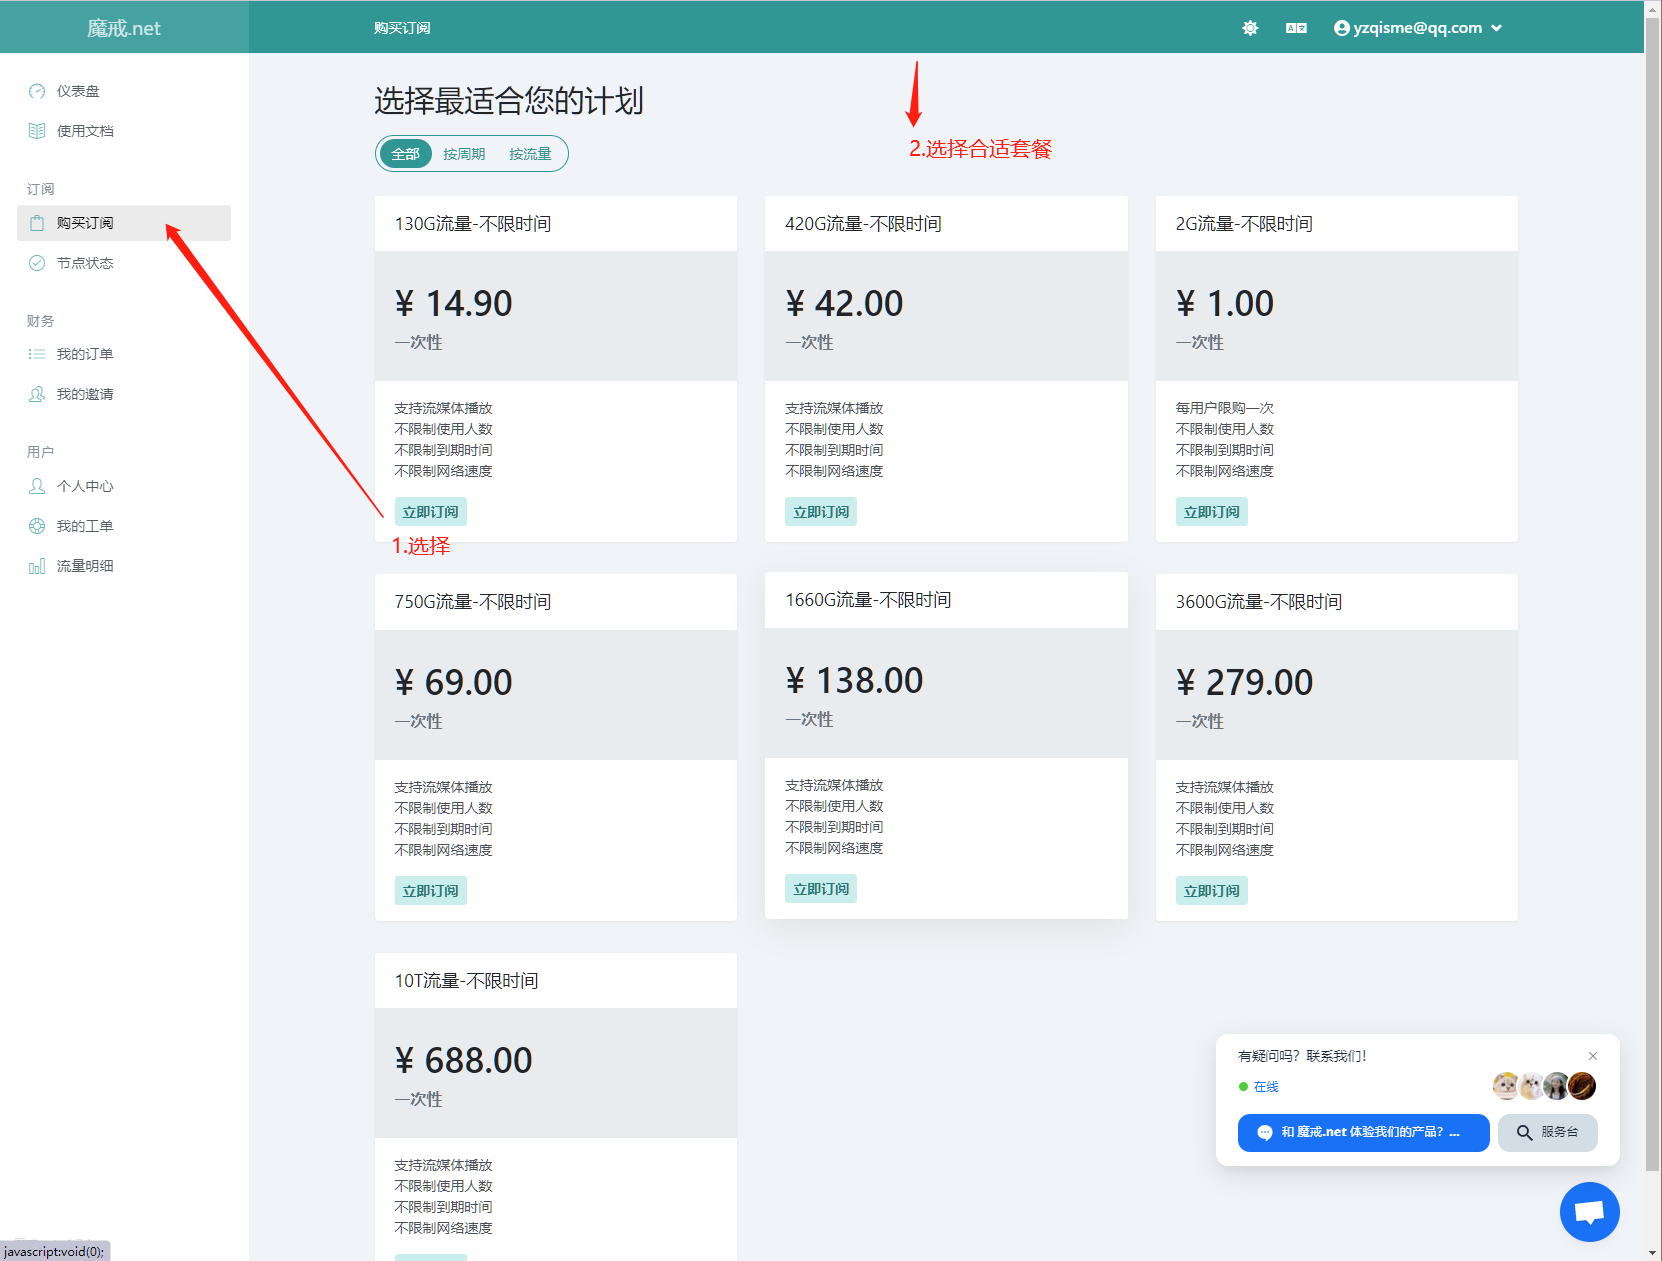 魔戒.net
购买订阅
yzqisme@qq.com
仪表盘
使用文档
订阅
购买订阅
节点状态
财务
我的订单
我的邀请
用户
个人中心
我的工单
流量明细
选择最适合您的计划
2.选择合适套餐
全部 按周期 按流量
130G流量-不限时间
¥ 14.90
一次性
支持流媒体播放
不限制使用人数
不限制到期时间
不限制网络速度
立即订阅
1.选择
420G流量-不限时间
¥ 42.00
一次性
支持流媒体播放
不限制使用人数
不限制到期时间
不限制网络速度
立即订阅
2G流量-不限时间
¥ 1.00
一次性
每用户限购一次
不限制使用人数
不限制到期时间
不限制网络速度
立即订阅
750G流量-不限时间
¥ 69.00
一次性
支持流媒体播放
不限制使用人数
不限制到期时间
不限制网络速度
立即订阅
1660G流量-不限时间
¥ 138.00
一次性
支持流媒体播放
不限制使用人数
不限制到期时间
不限制网络速度
立即订阅
3600G流量-不限时间
¥ 279.00
一次性
支持流媒体播放
不限制使用人数
不限制到期时间
不限制网络速度
立即订阅
10T流量-不限时间
¥ 688.00
一次性
支持流媒体播放
不限制使用人数
不限制到期时间
不限制网络速度
有疑问吗？联系我们！
在线
和 魔戒.net 体验我们的产品？...
服务台
javascript:void(0);